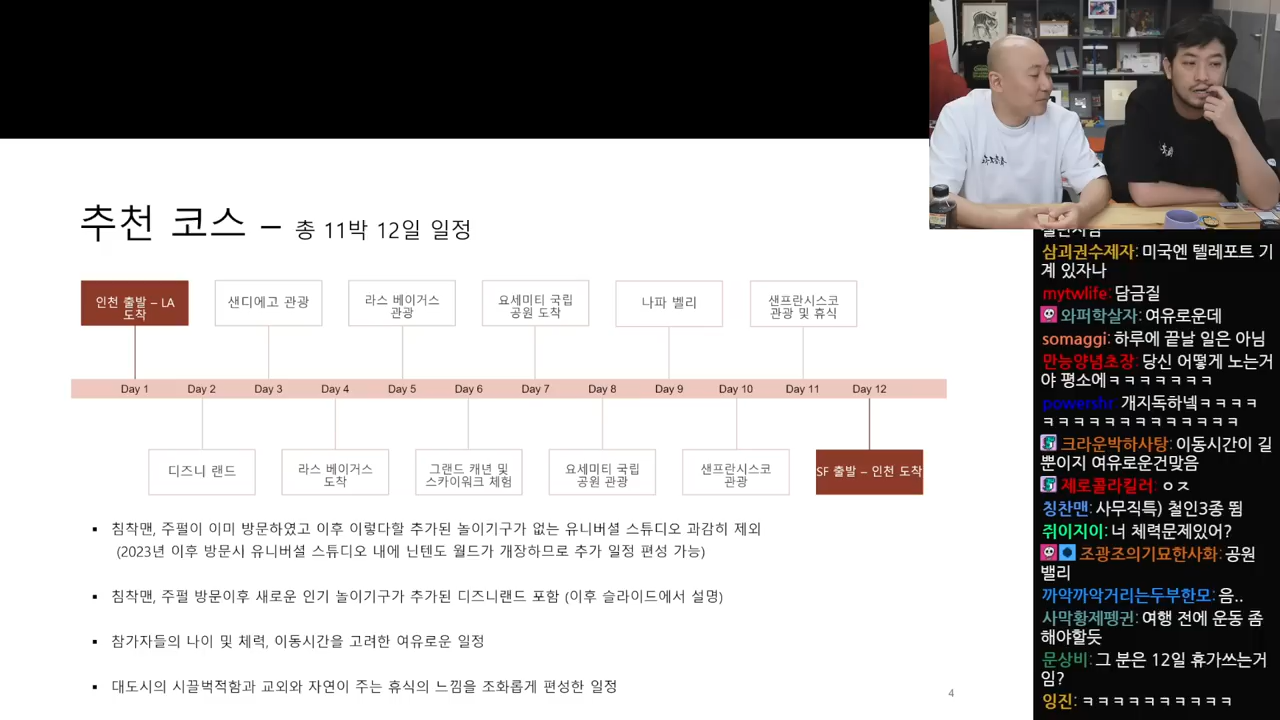 추천 코스 – 총 11박 12일 일정
인천 출발 – LA
도착
샌디에고 관광
라스 베이거스
관광
요세미티 국립
공원 도착
나파 벨리
샌프란시스코
관광 및 휴식
Day 1 Day 2 Day 3 Day 4 Day 5 Day 6 Day 7 Day 8 Day 9 Day 10 Day 11 Day 12
디즈니 랜드
라스 베이거스
도착
그랜드 캐년 및
스카이워크 체험
요세미티 국립
공원 관광
샌프란시스코
관광
SF 출발 – 인천 도착
▪ 침착맨, 주펄이 이미 방문하였고 이후 이렇다할 추가된 놀이기구가 없는 유니버셜 스튜디오 과감히 제외
(2023년 이후 방문시 유니버셜 스튜디오 내에 닌텐도 월드가 개장하므로 추가 일정 편성 가능)
▪ 침착맨, 주펄 방문이후 새로운 인기 놀이기구가 추가된 디즈니랜드 포함 (이후 슬라이드에서 설명)
▪ 참가자들의 나이 및 체력, 이동시간을 고려한 여유로운 일정
▪ 대도시의 시끌벅적함과 교외와 자연이 주는 휴식의 느낌을 조화롭게 편성한 일정
4
삼괴권수제자: 미국엔 텔레포트 기
계 있자나
mytwlife: 담금질
와퍼학살자: 여유로운데
somaggi: 하루에 끝날 일은 아님
만능양념초장: 당신 어떻게 노는거
야 평소에ㅋㅋㅋㅋㅋㅋㅋ
powershr: 개지독하넼ㅋㅋㅋㅋ
ㅋㅋㅋㅋㅋㅋㅋㅋㅋㅋㅋㅋㅋ
크라운박하사탕: 이동시간이 길
뿐이지 여유로운건맞음
제로콜라킬러: ㅇㅈ
칭찬맨: 사무직특) 철인3종 뜀
쥐이지이: 너 체력문제있어?
조광조의기묘한사화: 공원
밸리
까악까악거리는두부한모: 음..
사막황제펭귄: 여행 전에 운동 좀
해야할듯
문상비: 그 분은 12일 휴가쓰는거
임?
잉진: ㅋㅋㅋㅋㅋㅋㅋㅋㅋㅋ